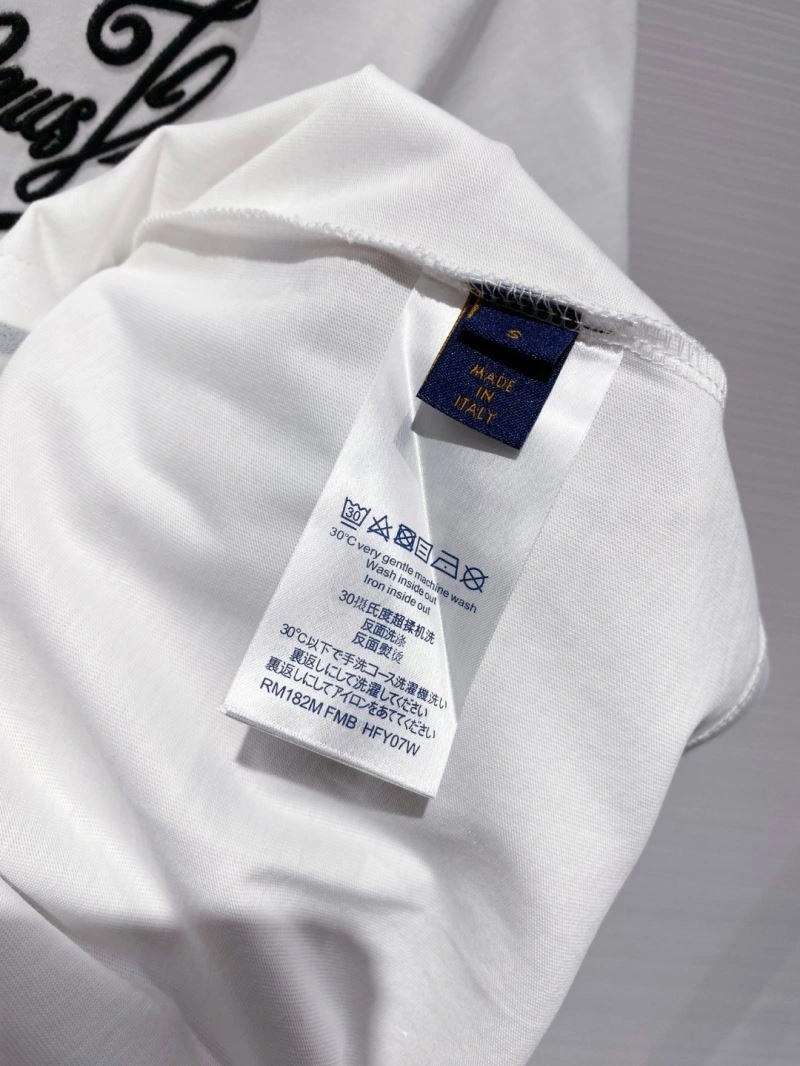 S
MADE
IN
ITALY
30
30°C very gentle machine wash
Wash inside out
Iron inside out
30摄氏度超揉机洗
反面洗涤
反面熨烫
30°C以下で手洗コース洗濯機洗い
裏返しにして洗濯してください
裏返しにしてアイロンをあててください
RM182M FMB HFY07W